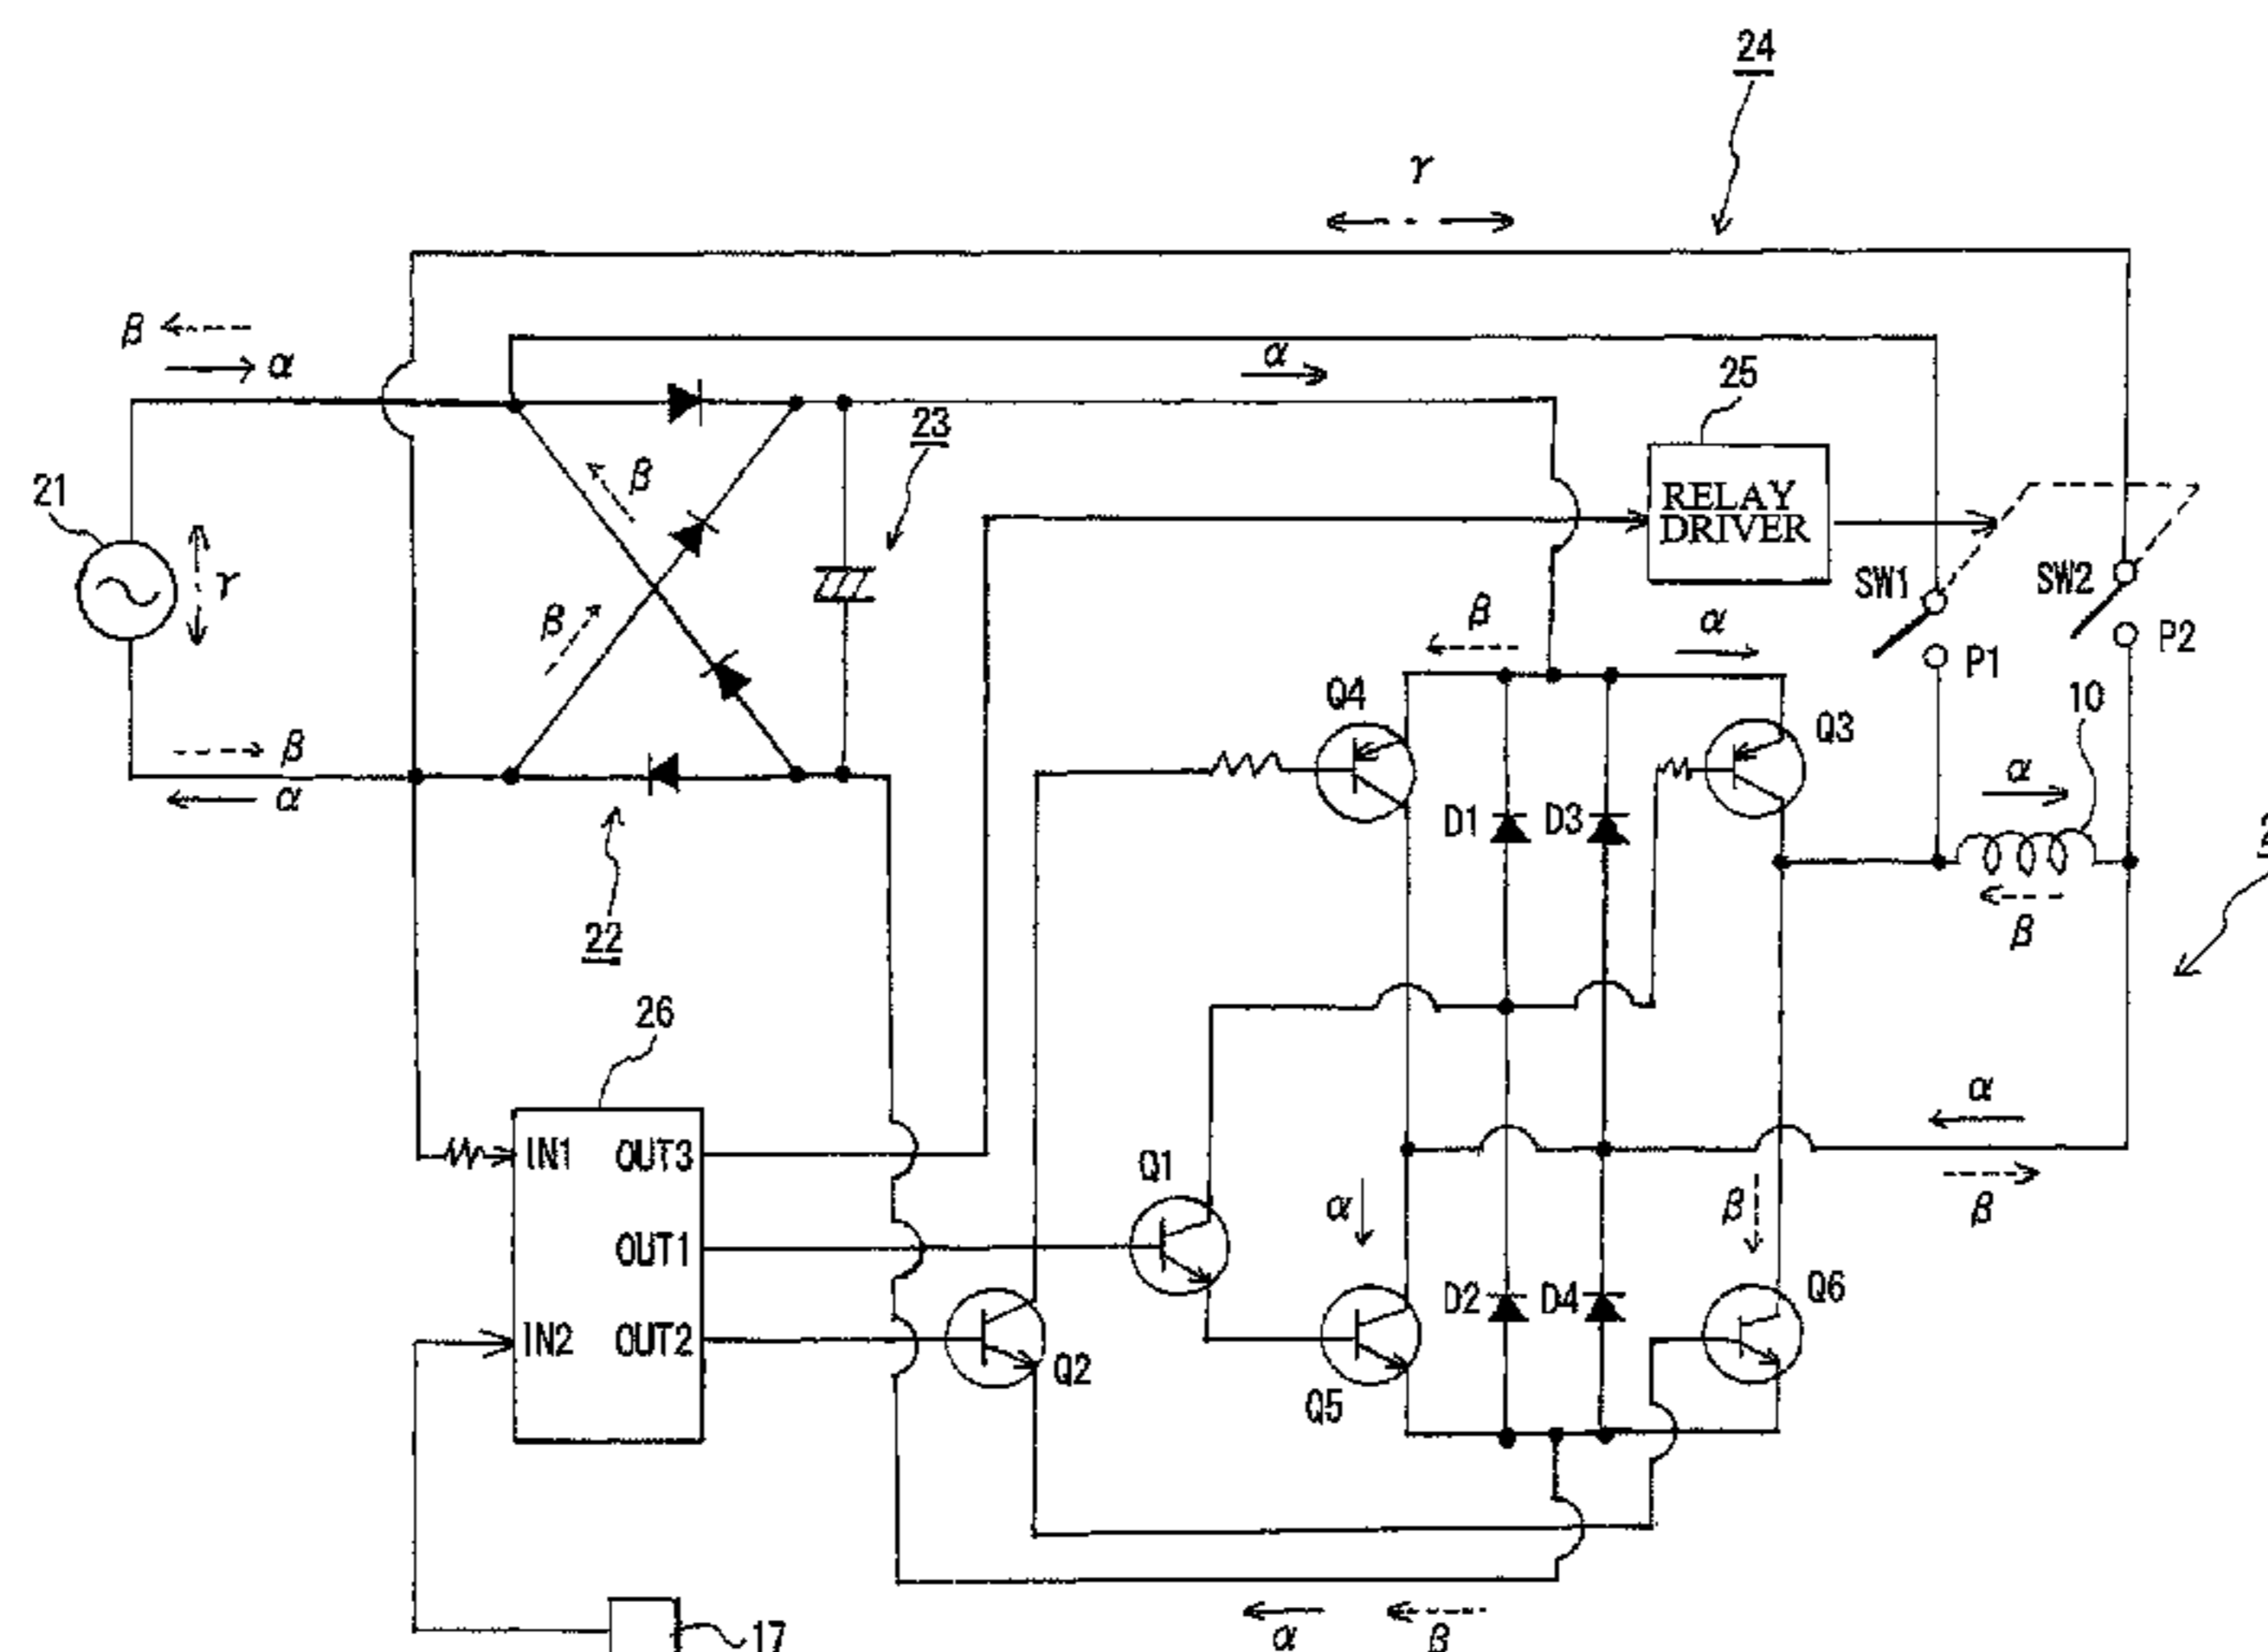 24
γ
β
α
α
25
23
21
γ
β
β
RELAY
DRIVER
SW1
SW2
P1
P2
β
α
Q4
Q3
10
β
α
α
D1
D3
β
22
26
α
IN1
OUT3
Q1
α
β
β
OUT1
IN2
OUT2
Q2
Q5
D2
D4
Q6
α
β
17